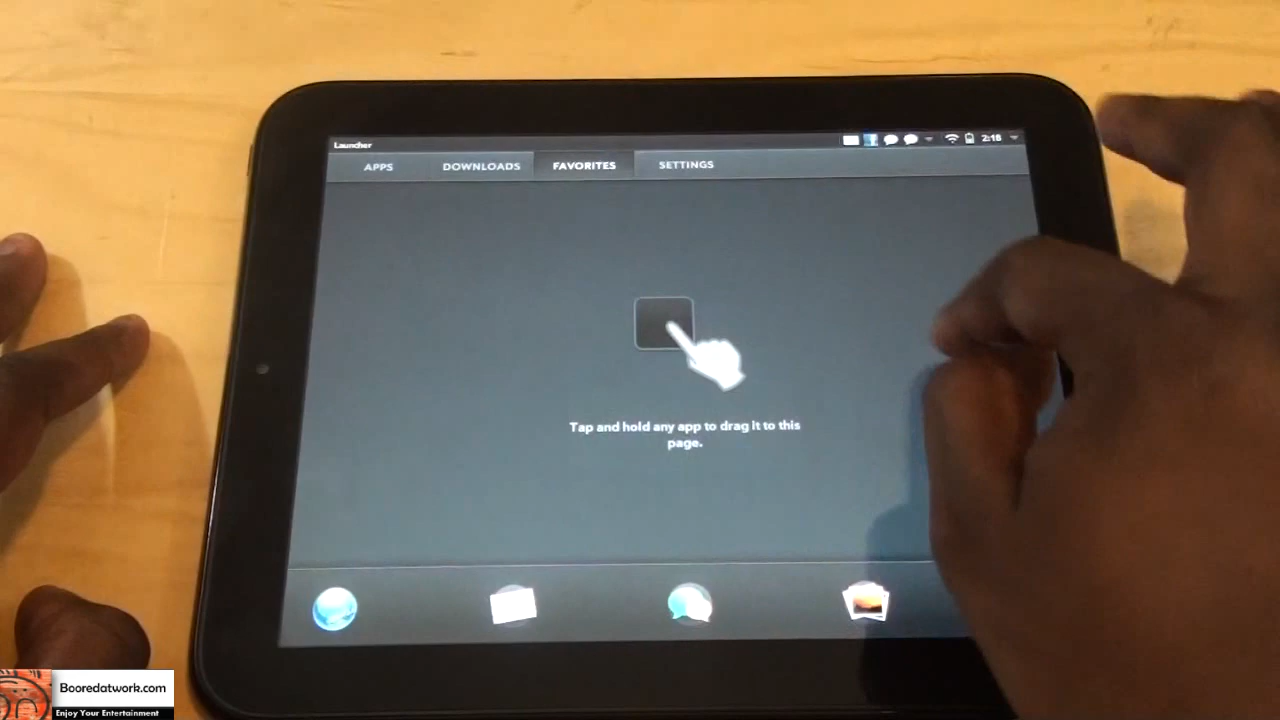 Launcher
2:18
APPS
DOWNLOADS
FAVORITES
SETTINGS
Tap and hold any app to drag it to this
page.
Booredatwork.com
Enjoy Your Entertainment